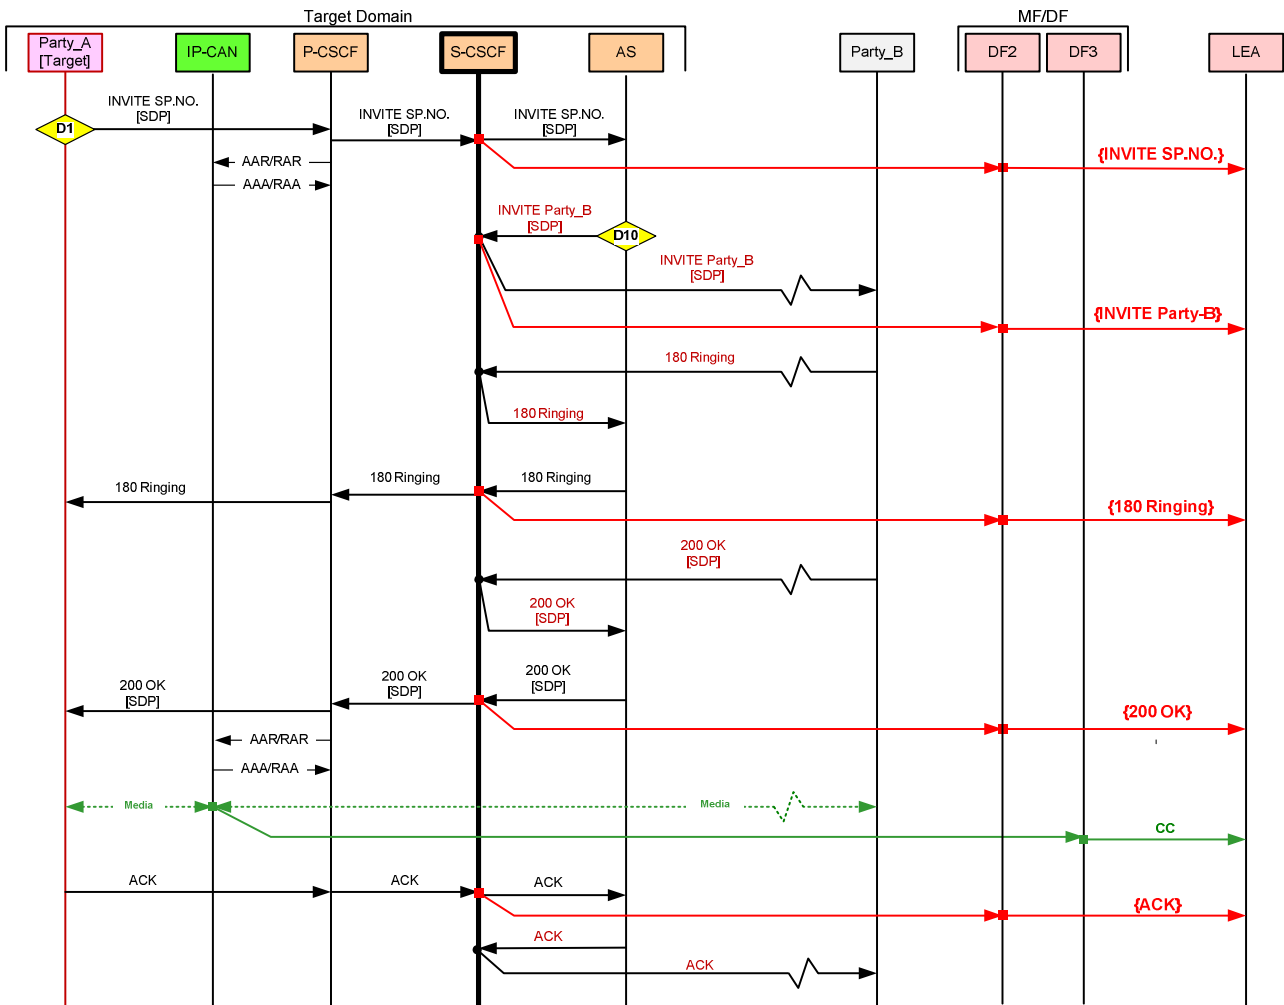 Target Domain
MF/DF
Party_A
[Target]
IP-CAN
P-CSCF
S-CSCF
AS
Party_B
DF2
DF3
LEA
INVITE SP.NO.
[SDP]
D1
INVITE SP.NO.
[SDP]
INVITE SP.NO.
[SDP]
{INVITE SP.NO.}
AAR/RAR
AAA/RAA
INVITE Party_B
[SDP]
D10
INVITE Party_B
[SDP]
{INVITE Party-B}
180 Ringing
180 Ringing
180 Ringing
180 Ringing
180 Ringing
{180 Ringing}
200 OK
[SDP]
200 OK
[SDP]
200 OK
[SDP]
200 OK
[SDP]
200 OK
[SDP]
{200 OK}
AAR/RAR
AAA/RAA
Media
Media
CC
ACK
ACK
ACK
{ACK}
ACK
ACK